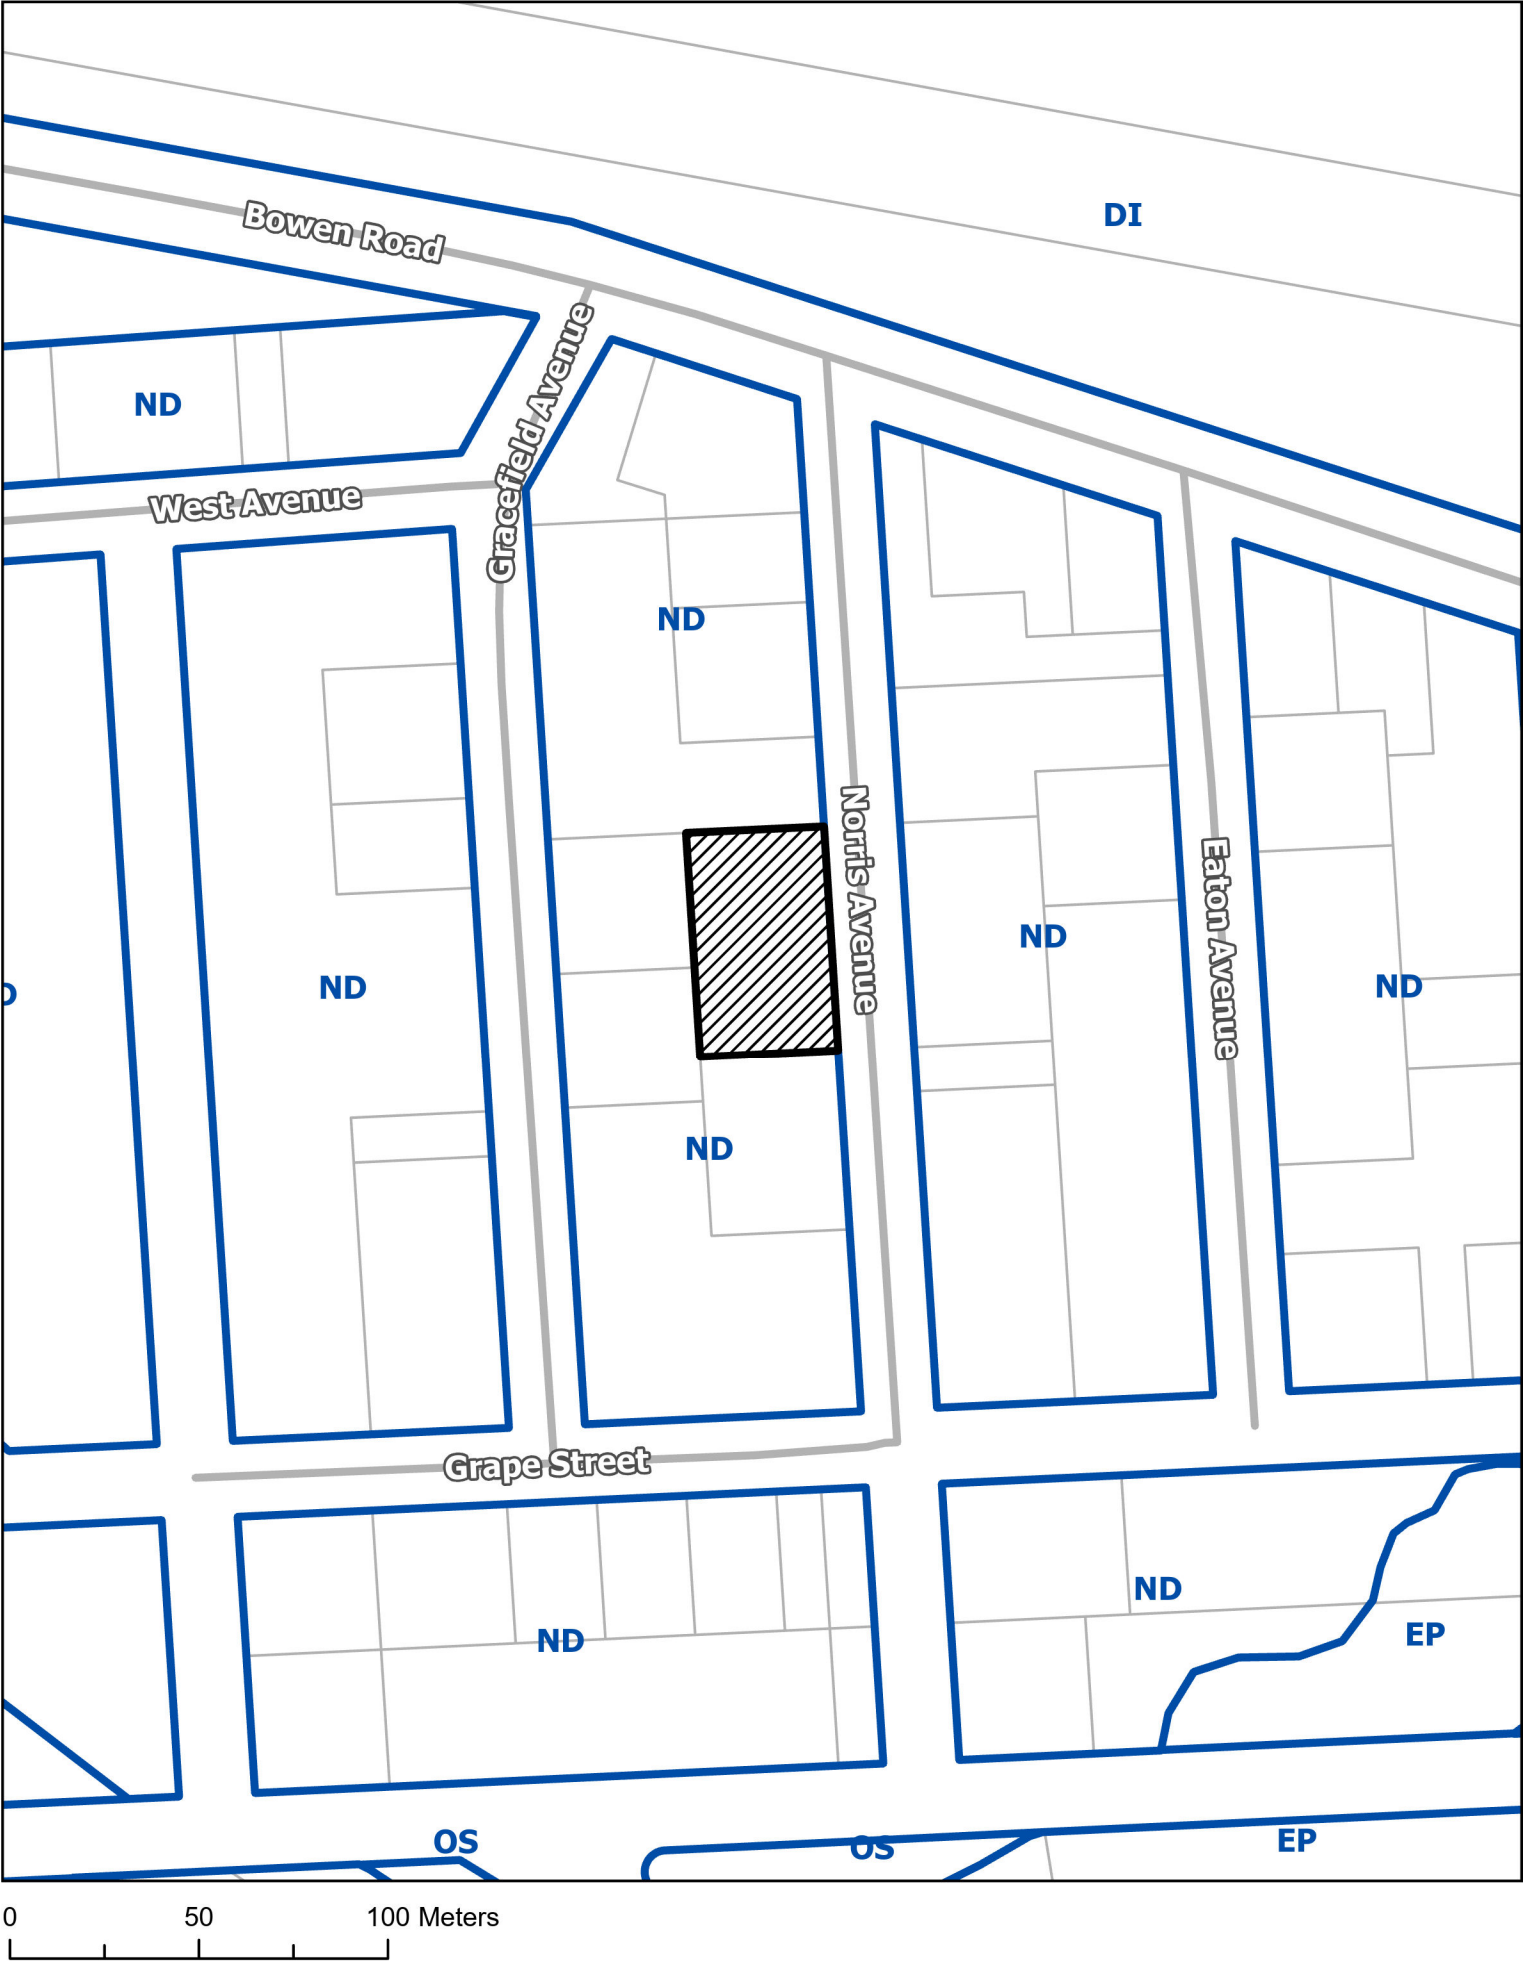 DI
Bowen Road
Gracefield Avenue
ND
West Avenue
ND
Norris Avenue
Eaton Avenue
ND
ND
ND
D
ND
Grape Street
ND
ND
EP
OS
OS
EP
0 50 100 Meters